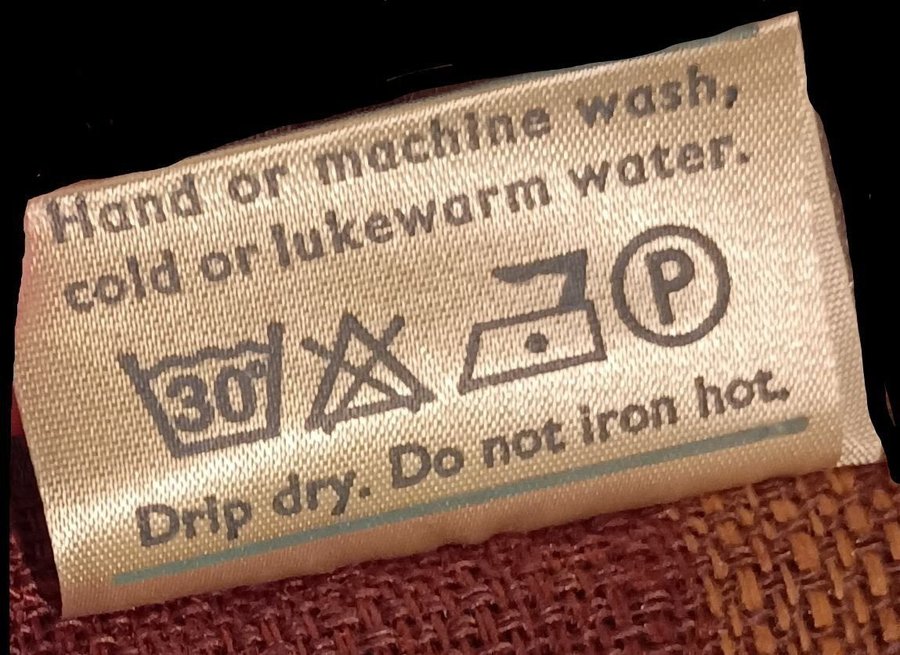 Hand or machine wash,
cold or lukewarm water.
30° P
Drip dry. Do not iron hot.